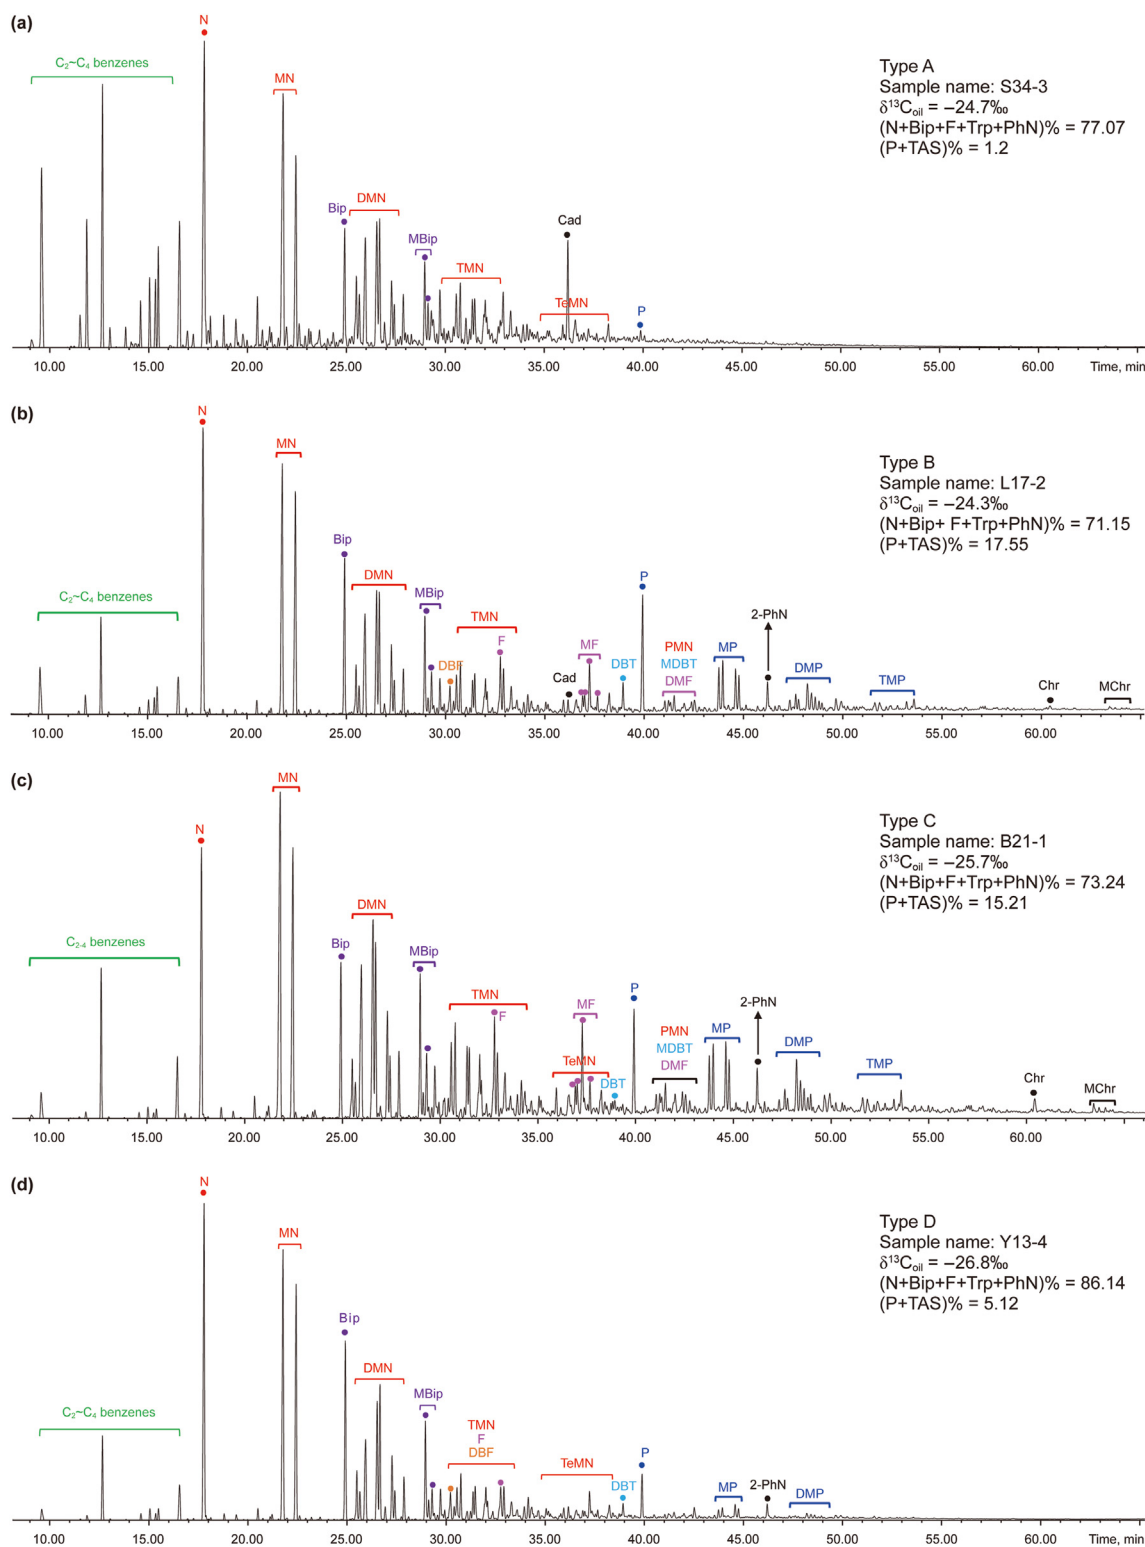 (a)
N
C₂~C₄ benzenes
MN
Type A
Sample name: S34-3
δ¹³Coil = −24.7‰
(N+Bip+F+Trp+PhN)% = 77.07
(P+TAS)% = 1.2
Bip
DMN
MBip
Cad
TMN
TeMN
P
10.00 15.00 20.00 25.00 30.00 35.00 40.00 45.00 50.00 55.00 60.00 Time, min
(b)
N
MN
Type B
Sample name: L17-2
δ¹³Coil = −24.3‰
(N+Bip+ F+Trp+PhN)% = 71.15
(P+TAS)% = 17.55
Bip
C₂~C₄ benzenes
DMN
MBip
TMN
F
DBF
Cad
MF
DBT
P
PMN
MDBT
DMF
MP
2-PhN
DMP
TMP
Chr
MChr
10.00 15.00 20.00 25.00 30.00 35.00 40.00 45.00 50.00 55.00 60.00
(c)
MN
N
Type C
Sample name: B21-1
δ¹³Coil = −25.7‰
(N+Bip+F+Trp+PhN)% = 73.24
(P+TAS)% = 15.21
C₂₋₄ benzenes
DMN
Bip
MBip
TMN
F
MF
TeMN
DBT
P
PMN
MDBT
DMF
MP
2-PhN
DMP
TMP
Chr
MChr
10.00 15.00 20.00 25.00 30.00 35.00 40.00 45.00 50.00 55.00 60.00
(d)
N
MN
Type D
Sample name: Y13-4
δ¹³Coil = −26.8‰
(N+Bip+F+Trp+PhN)% = 86.14
(P+TAS)% = 5.12
Bip
DMN
C₂~C₄ benzenes
MBip
TMN
F
DBF
TeMN
DBT
P
MP
2-PhN
DMP
10.00 15.00 20.00 25.00 30.00 35.00 40.00 45.00 50.00 55.00 60.00 Time, min